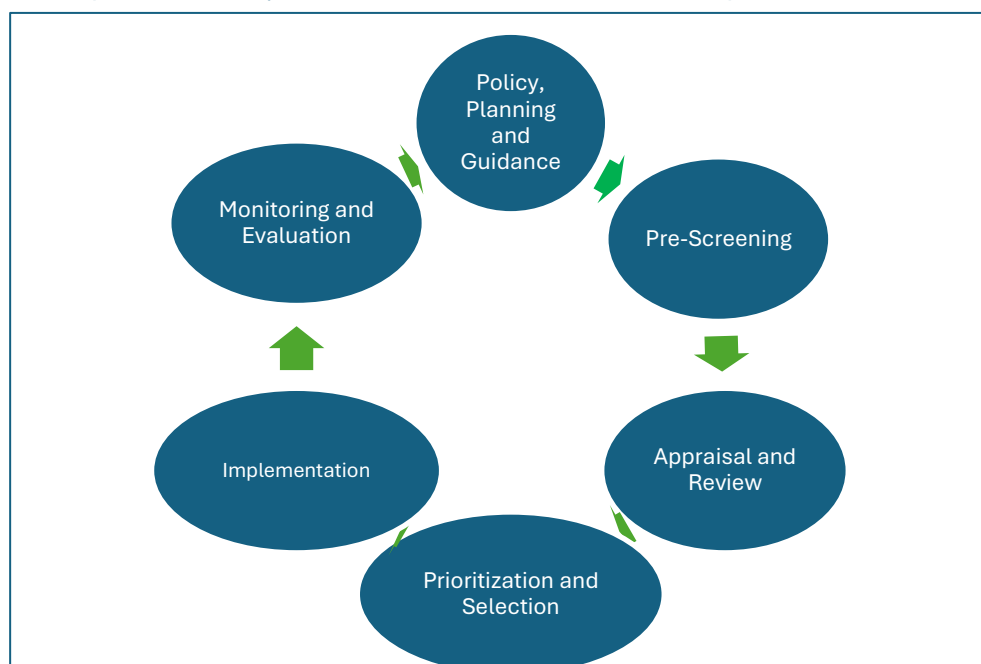 Policy,
Planning
and
Guidance
Pre-Screening
Appraisal and
Review
Prioritization and
Selection
Implementation
Monitoring and
Evaluation